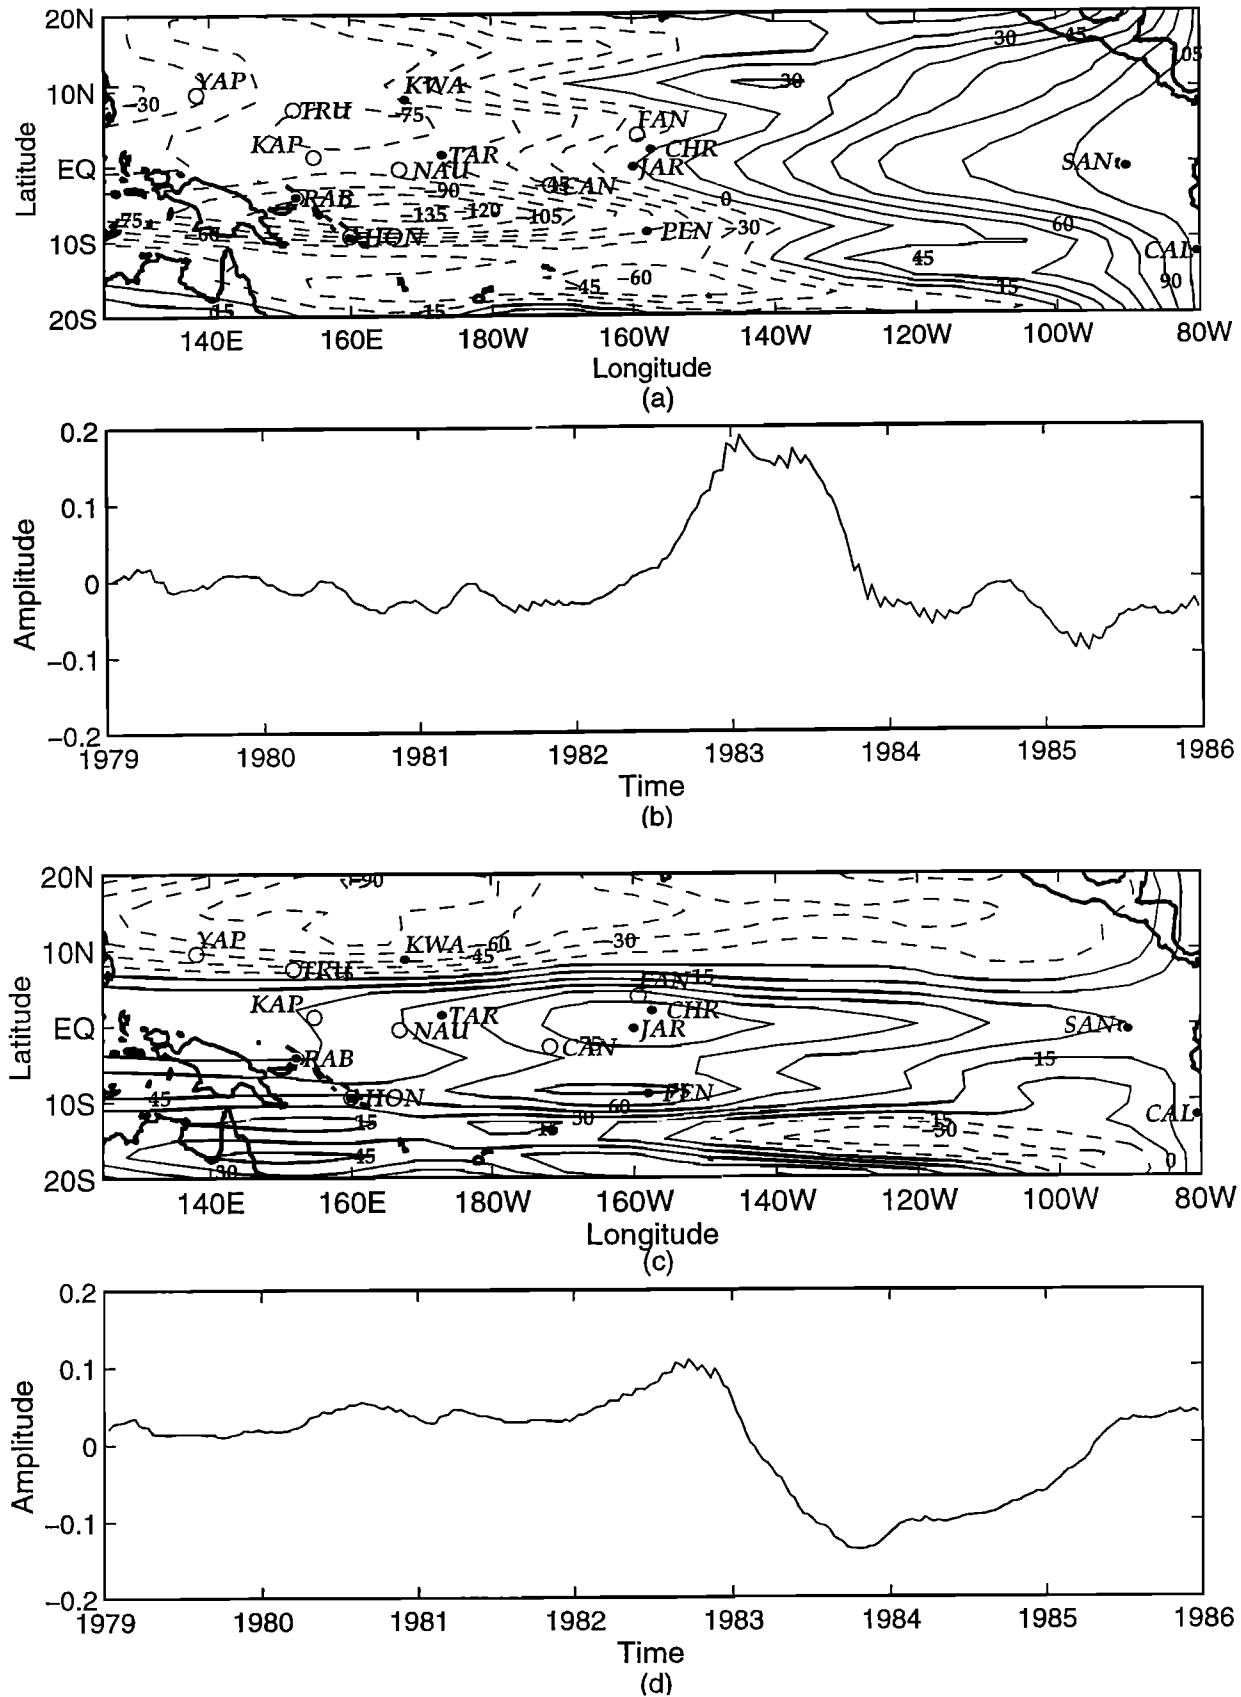 20N
10N
EQ
10S
20S
Latitude
YAP
KWA
TRU
FAN
KAP
TAR
CHR
NAU
JAR
SAN
RAB
CAN
HON
PEN
CAL
30
45
105
-30
30
-75
-90
-45
0
-75
-135
-120
105
-30
60
-60
45
-60
-45
15
90
15
15
140E 160E 180W 160W 140W 120W 100W 80W
Longitude
(a)
0.2
0.1
0
-0.1
-0.2
Amplitude
1979 1980 1981 1982 1983 1984 1985 1986
Time
(b)
20N
10N
EQ
10S
20S
Latitude
-90
YAP
KWA
-60
-45
-30
TRU
FAN
15
KAP
TAR
CHR
NAU
JAR
SAN
RAB
CAN
75
15
45
HON
PEN
60
CAL
15
30
15
-15
-30
45
30
0
140E 160E 180W 160W 140W 120W 100W 80W
Longitude
(c)
0.2
0.1
0
-0.1
-0.2
Amplitude
1979 1980 1981 1982 1983 1984 1985 1986
Time
(d)